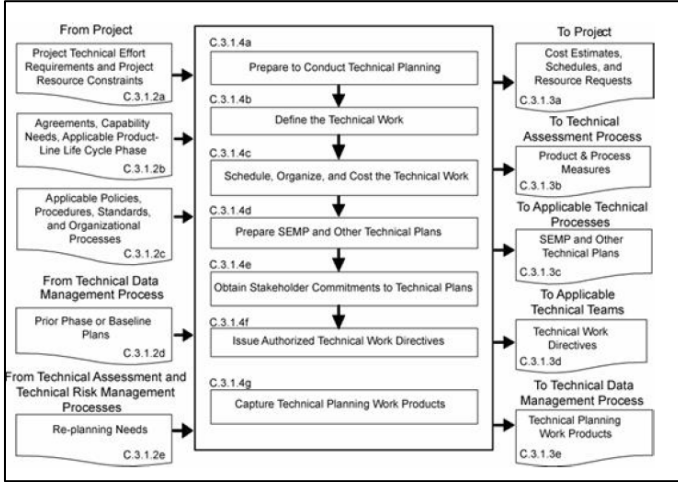 From Project
Project Technical Effort
Requirements and Project
Resource Constraints
C.3.1.2a
Agreements, Capability
Needs, Applicable Product-
Line Life Cycle Phase
C.3.1.2b
Applicable Policies,
Procedures, Standards,
and Organizational
Processes
C.3.1.2c
From Technical Data
Management Process
Prior Phase or Baseline
Plans
C.3.1.2d
From Technical Assessment and
Technical Risk Management
Processes
Re-planning Needs
C.3.1.2e
C.3.1.4a
Prepare to Conduct Technical Planning
C.3.1.4b
Define the Technical Work
C.3.1.4c
Schedule, Organize, and Cost the Technical Work
C.3.1.4d
Prepare SEMP and Other Technical Plans
C.3.1.4e
Obtain Stakeholder Commitments to Technical Plans
C.3.1.4f
Issue Authorized Technical Work Directives
C.3.1.4g
Capture Technical Planning Work Products
To Project
Cost Estimates,
Schedules, and
Resource Requests
C.3.1.3a
To Technical
Assessment Process
Product & Process
Measures
C.3.1.3b
To Applicable Technical
Processes
SEMP and Other
Technical Plans
C.3.1.3c
To Applicable
Technical Teams
Technical Work
Directives
C.3.1.3d
To Technical Data
Management Process
Technical Planning
Work Products
C.3.1.3e